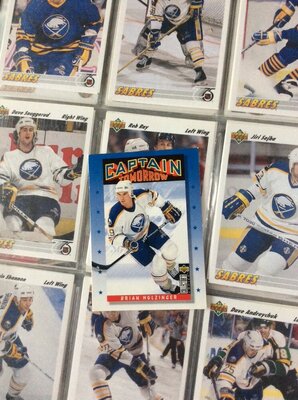 SABRES
SABRES
SABRES
Dave Snuggerud
Right Wing
Rob Ray
Left Wing
Jiri Sejba
CAPTAIN
TOMORROW
BRIAN HOLZINGER
SABRES
Left Wing
Dave Andreychuk